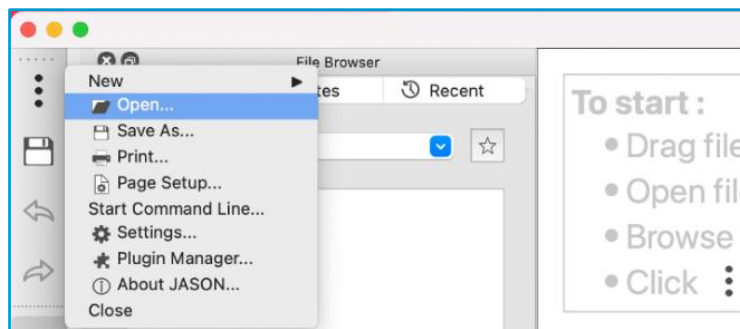 File Browser
New
tes
Recent
Open...
Save As...
Print...
Page Setup...
Start Command Line...
Settings...
Plugin Manager...
About JASON...
Close
To start :
Drag file
Open fil
Browse
Click